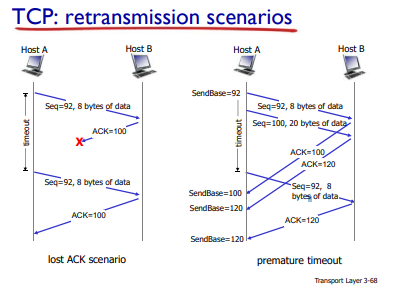 TCP: retransmission scenarios
Host A
Host B
Seq=92, 8 bytes of data
ACK=100
X
timeout
Seq=92, 8 bytes of data
ACK=100
lost ACK scenario
Host A
Host B
SendBase=92
Seq=92, 8 bytes of data
Seq=100, 20 bytes of data
timeout
ACK=100
ACK=120
Seq=92, 8
bytes of data
SendBase=100
SendBase=120
ACK=120
SendBase=120
premature timeout
Transport Layer 3-68